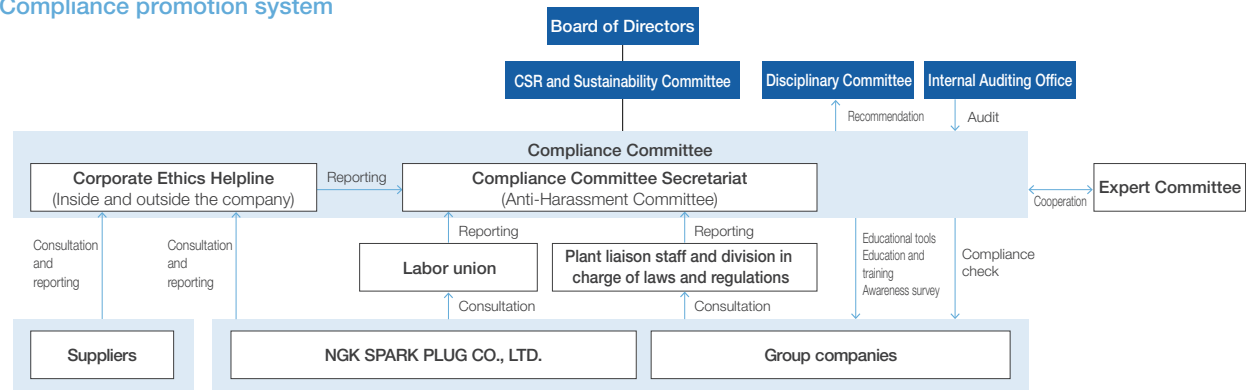 Compliance promotion system
Board of Directors
CSR and Sustainability Committee
Disciplinary Committee
Internal Auditing Office
Recommendation
Audit
Compliance Committee
Corporate Ethics Helpline
(Inside and outside the company)
Reporting
Compliance Committee Secretariat
(Anti-Harassment Committee)
Cooperation
Expert Committee
Consultation
and
reporting
Consultation
and
reporting
Reporting
Labor union
Consultation
Reporting
Plant liaison staff and division in
charge of laws and regulations
Consultation
Educational tools
Education and
training
Awareness survey
Compliance
check
Suppliers
NGK SPARK PLUG CO., LTD.
Group companies